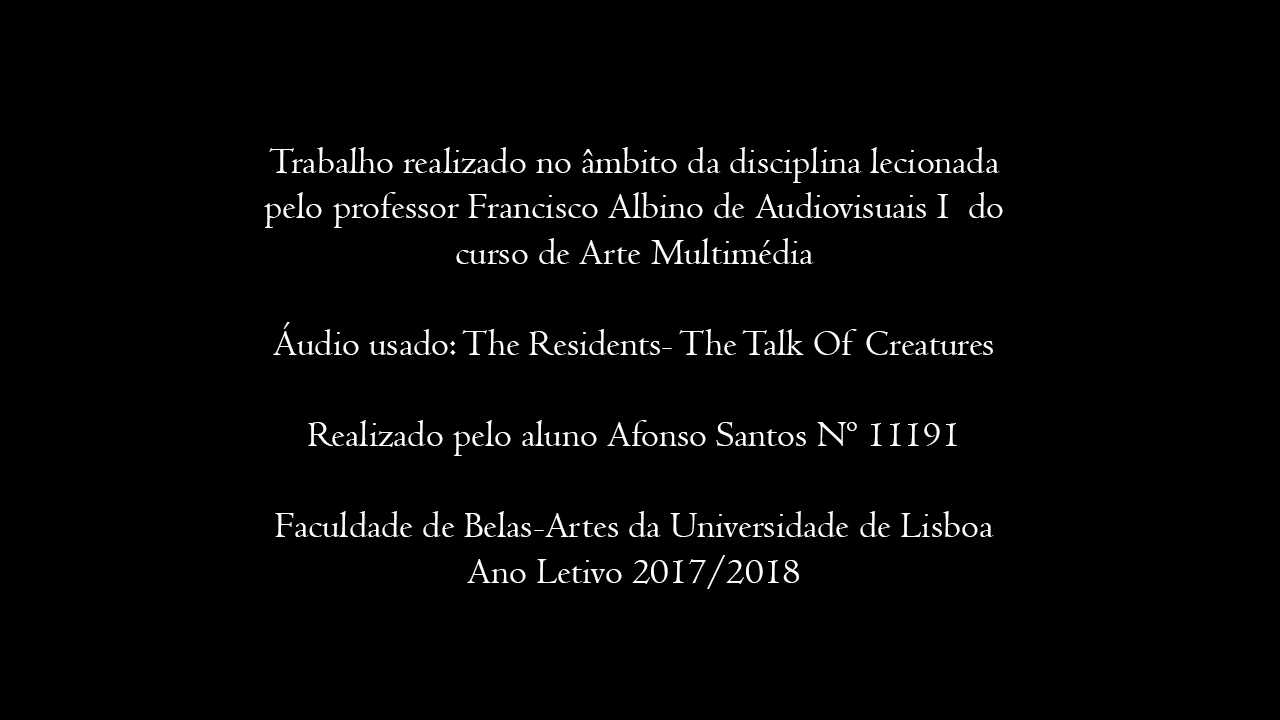 Trabalho realizado no âmbito da disciplina lecionada
pelo professor Francisco Albino de Audiovisuais I  do
curso de Arte Multimédia
Áudio usado: The Residents- The Talk Of Creatures
Realizado pelo aluno Afonso Santos Nº 11191
Faculdade de Belas-Artes da Universidade de Lisboa
Ano Letivo 2017/2018